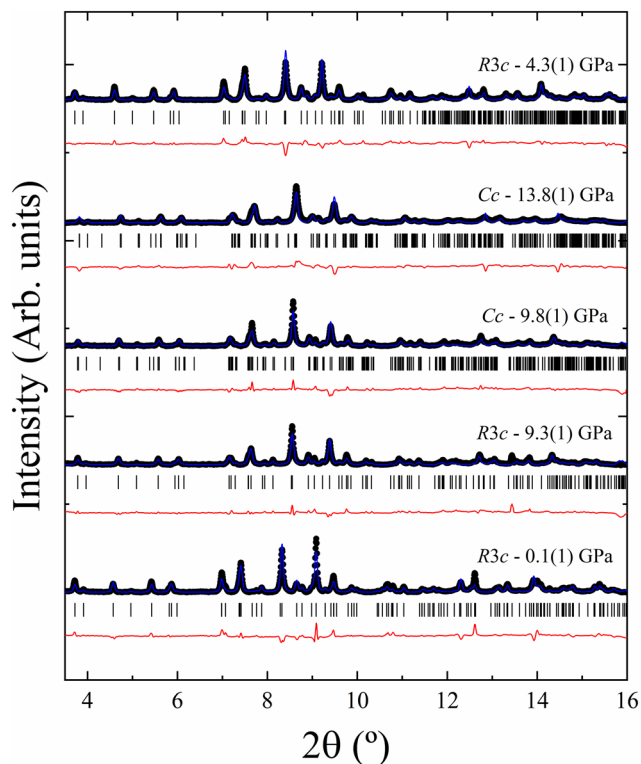 R3c - 4.3(1) GPa
Cc - 13.8(1) GPa
Cc - 9.8(1) GPa
R3c - 9.3(1) GPa
R3c - 0.1(1) GPa
Intensity (Arb. units)
4 6 8 10 12 14 16
2θ (º)